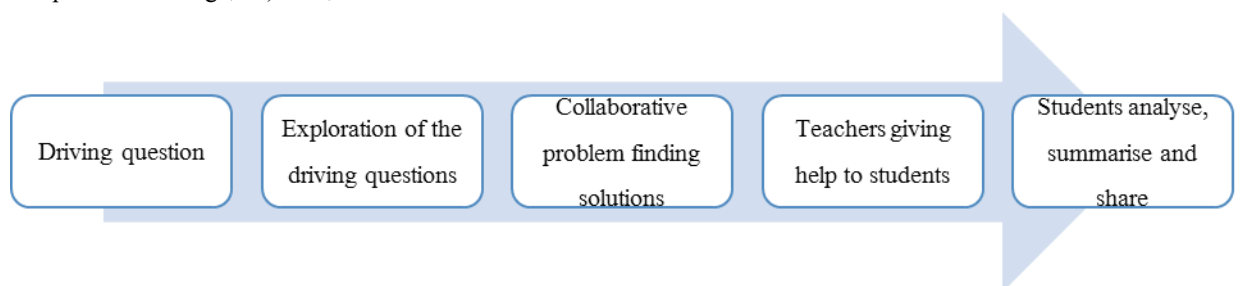 Driving question
Exploration of the
driving questions
Collaborative
problem finding
solutions
Teachers giving
help to students
Students analyse,
summarise and
share